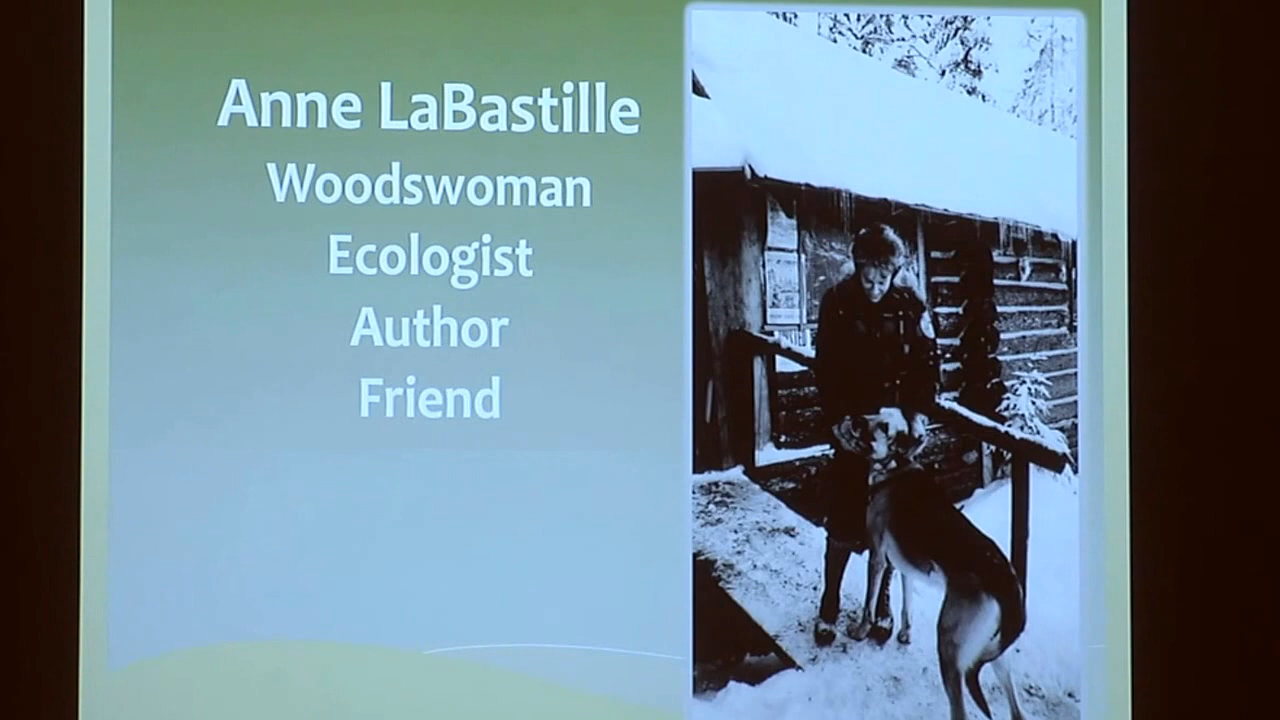 Anne LaBastille
Woodswoman
Ecologist
Author
Friend